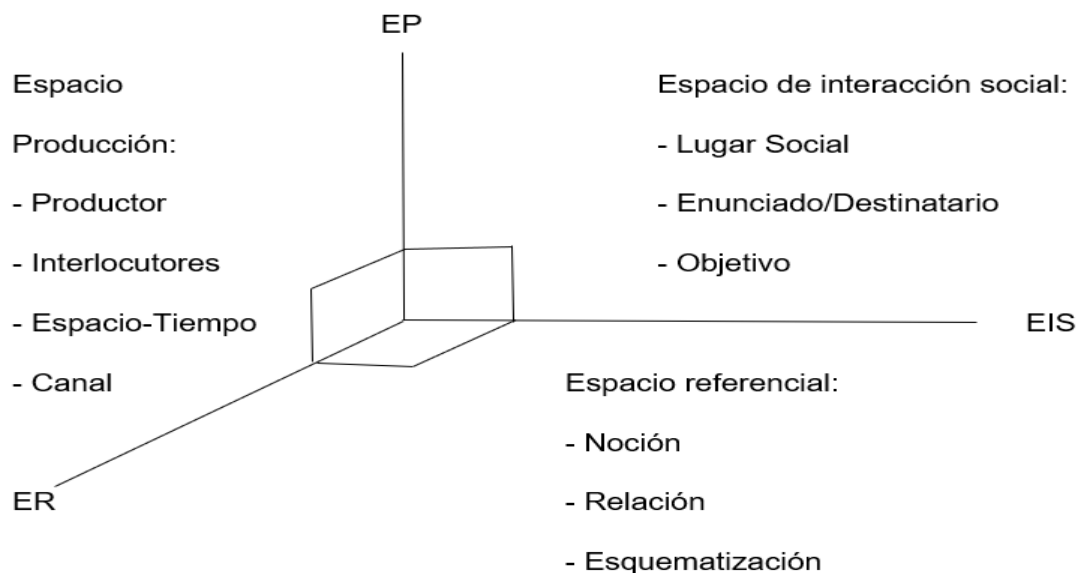 EP
Espacio
Producción:
- Productor
- Interlocutores
- Espacio-Tiempo
- Canal
Espacio de interacción social:
- Lugar Social
- Enunciado/Destinatario
- Objetivo
EIS
Espacio referencial:
- Noción
- Relación
- Esquematización
ER